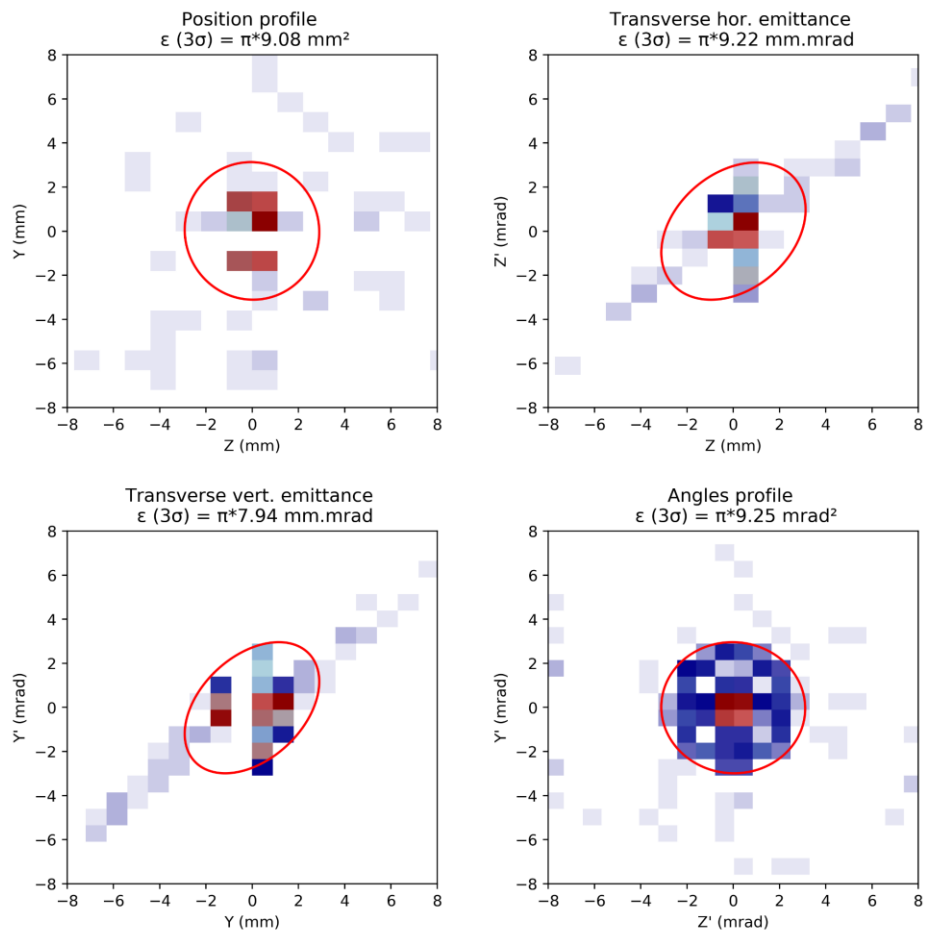 Position profile
ε (3σ) = π*9.08 mm²
8
6
4
2
0
−2
−4
−6
−8
Y (mm)
−8 −6 −4 −2 0 2 4 6 8
Z (mm)
Transverse hor. emittance
ε (3σ) = π*9.22 mm.mrad
8
6
4
2
0
−2
−4
−6
−8
Z' (mrad)
−8 −6 −4 −2 0 2 4 6 8
Z (mm)
Transverse vert. emittance
ε (3σ) = π*7.94 mm.mrad
8
6
4
2
0
−2
−4
−6
−8
Y' (mrad)
−8 −6 −4 −2 0 2 4 6 8
Y (mm)
Angles profile
ε (3σ) = π*9.25 mrad²
8
6
4
2
0
−2
−4
−6
−8
Y' (mrad)
−8 −6 −4 −2 0 2 4 6 8
Z' (mrad)